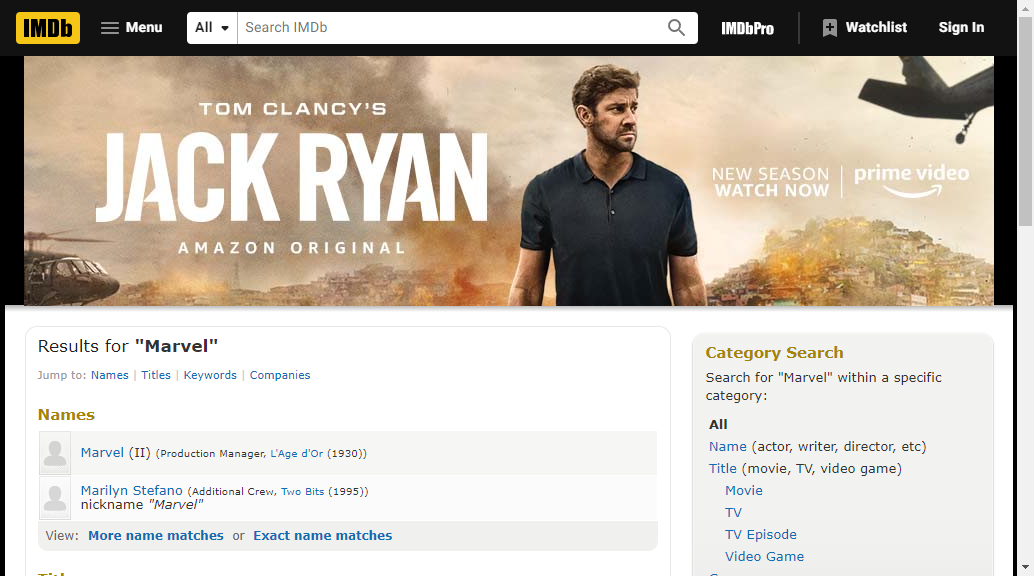 IMDb Menu All Search IMDb IMDbPro Watchlist Sign In
TOM CLANCY'S
JACK RYAN
AMAZON ORIGINAL
NEW SEASON
WATCH NOW
prime video
Results for "Marvel"
Jump to: Names | Titles | Keywords | Companies
Names
Marvel (II) (Production Manager, L'Age d'Or (1930))
Marilyn Stefano (Additional Crew, Two Bits (1995))
nickname "Marvel"
View: More name matches or Exact name matches
Category Search
Search for "Marvel" within a specific
category:
All
Name (actor, writer, director, etc)
Title (movie, TV, video game)
Movie
TV
TV Episode
Video Game